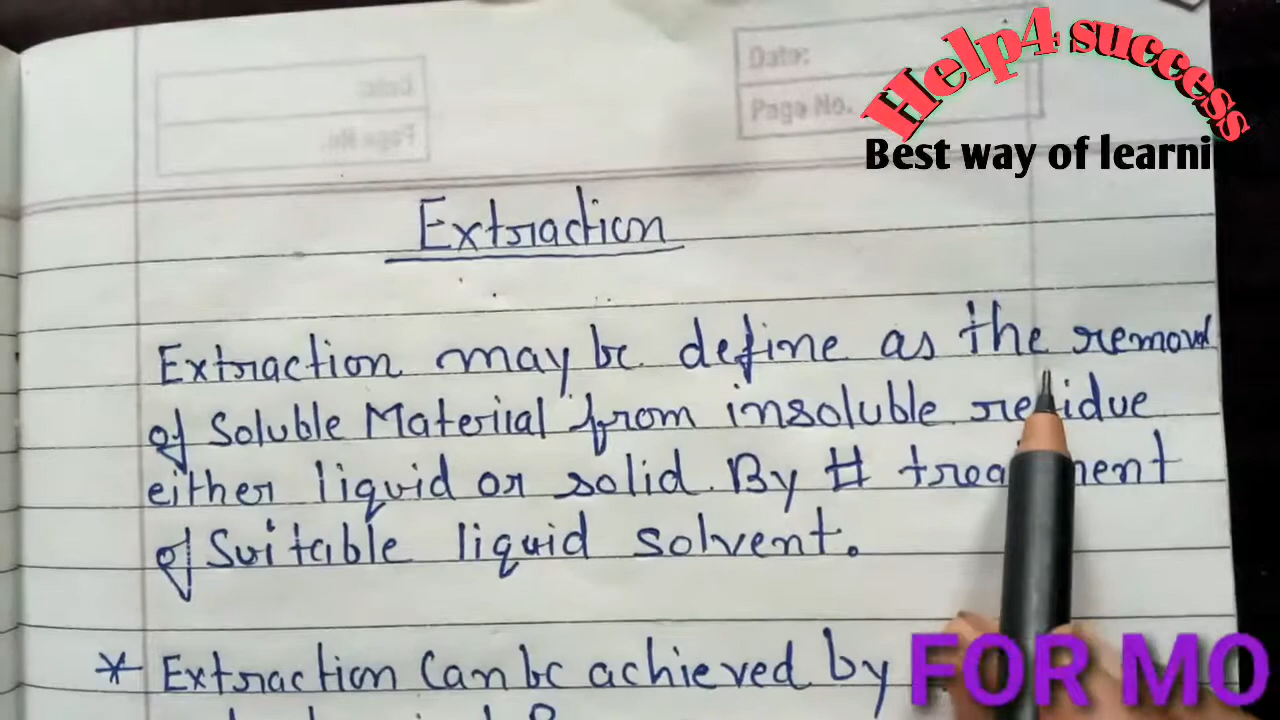 Date:
Page No.
Help4 success
Best way of learni
Extraction
Extraction may be define as the removal
of Soluble Material from insoluble residue
either liquid or solid. By # treatment
of Suitable liquid solvent.
* Extraction Can be achieved by
FOR MO